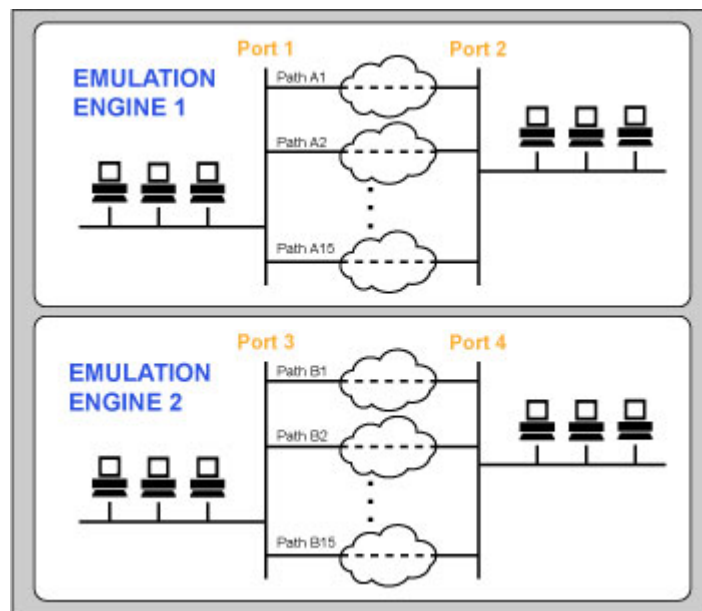 Port 1
Port 2
EMULATION
ENGINE 1
Path A1
Path A2
Path A15
Port 3
Port 4
EMULATION
ENGINE 2
Path B1
Path B2
Path B15